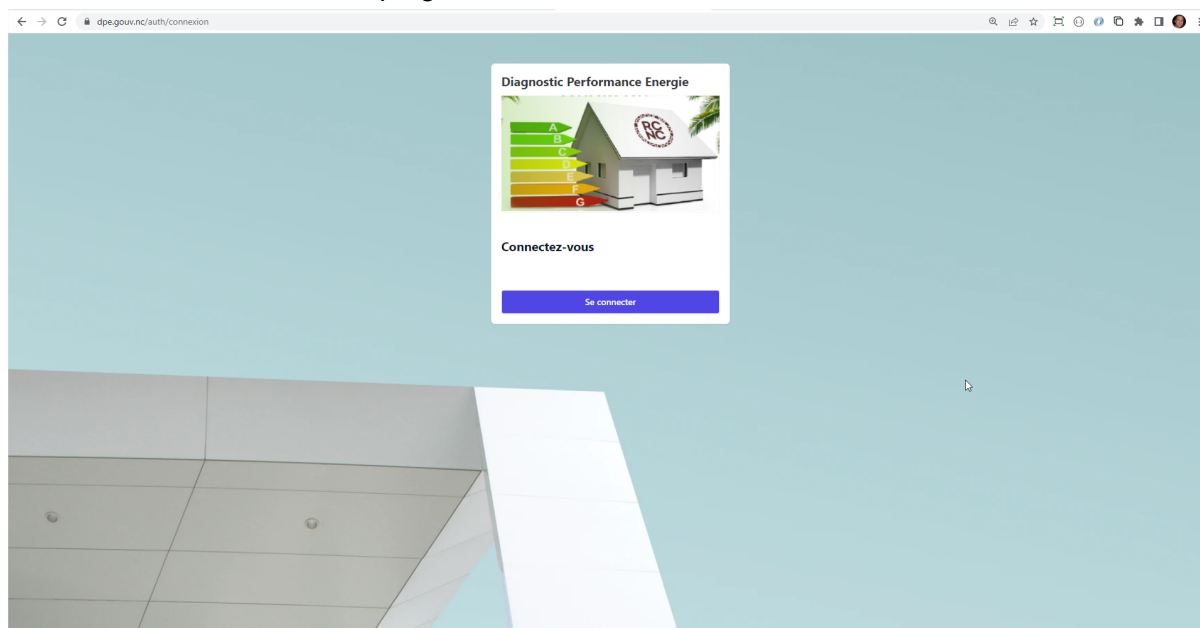 dpe.gouv.nc/auth/connexion
Diagnostic Performance Energie
RC
NC
A
B
C
D
E
F
G
Connectez-vous
Se connecter